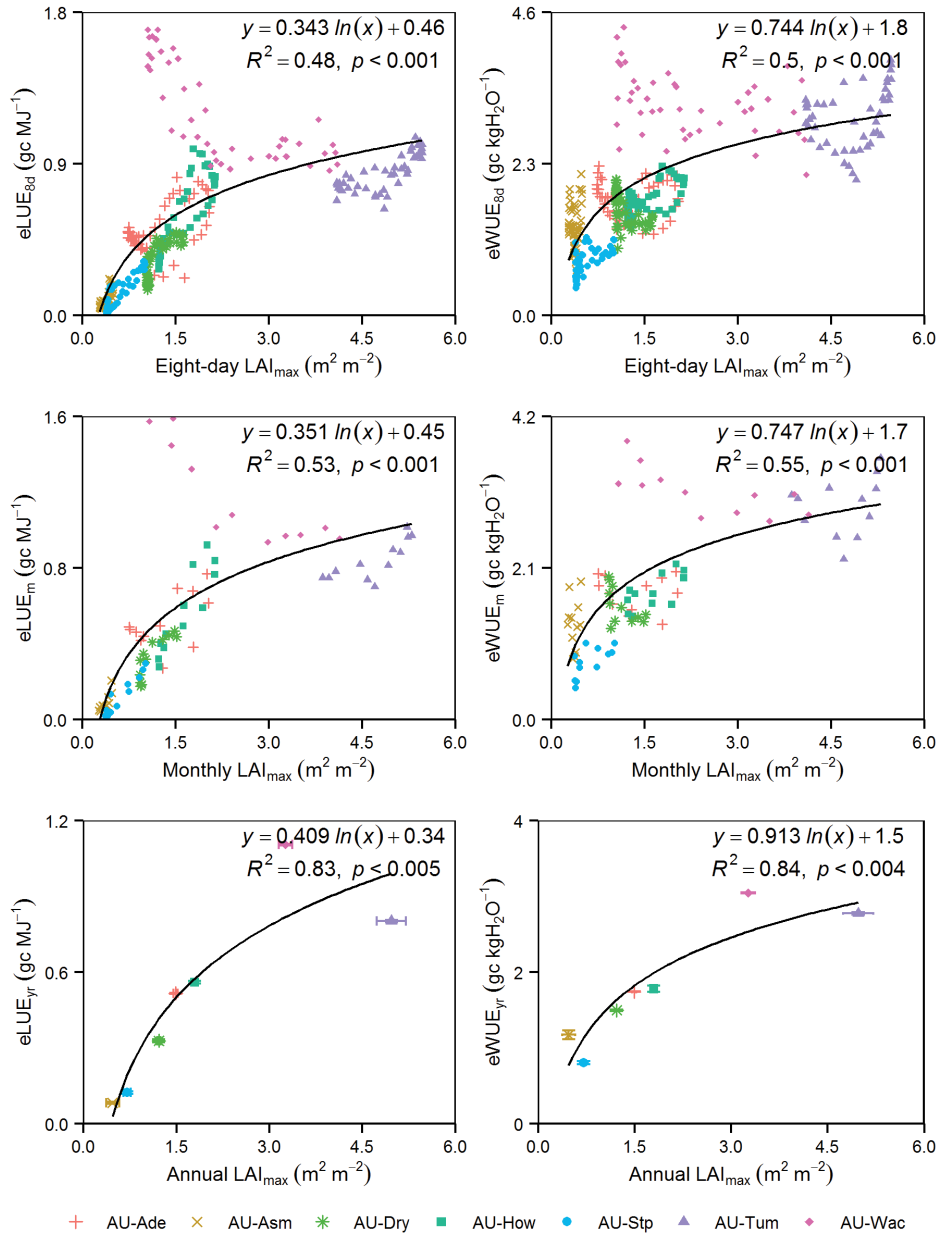 1.8
0.9
0.0
eLUE8d (gc MJ−1)
y = 0.343 ln(x) + 0.46
R2 = 0.48, p < 0.001
0.0 1.5 3.0 4.5 6.0
Eight-day LAImax (m2 m−2)
4.6
2.3
0.0
eWUE8d (gc kgH2O−1)
y = 0.744 ln(x) + 1.8
R2 = 0.5, p < 0.001
0.0 1.5 3.0 4.5 6.0
Eight-day LAImax (m2 m−2)
1.6
0.8
0.0
eLUEm (gc MJ−1)
y = 0.351 ln(x) + 0.45
R2 = 0.53, p < 0.001
0.0 1.5 3.0 4.5 6.0
Monthly LAImax (m2 m−2)
4.2
2.1
0.0
eWUEm (gc kgH2O−1)
y = 0.747 ln(x) + 1.7
R2 = 0.55, p < 0.001
0.0 1.5 3.0 4.5 6.0
Monthly LAImax (m2 m−2)
1.2
0.6
0.0
eLUEyr (gc MJ−1)
y = 0.409 ln(x) + 0.34
R2 = 0.83, p < 0.005
0.0 1.5 3.0 4.5 6.0
Annual LAImax (m2 m−2)
4
2
0
eWUEyr (gc kgH2O−1)
y = 0.913 ln(x) + 1.5
R2 = 0.84, p < 0.004
0.0 1.5 3.0 4.5 6.0
Annual LAImax (m2 m−2)
AU-Ade AU-Asm AU-Dry AU-How AU-Stp AU-Tum AU-Wac